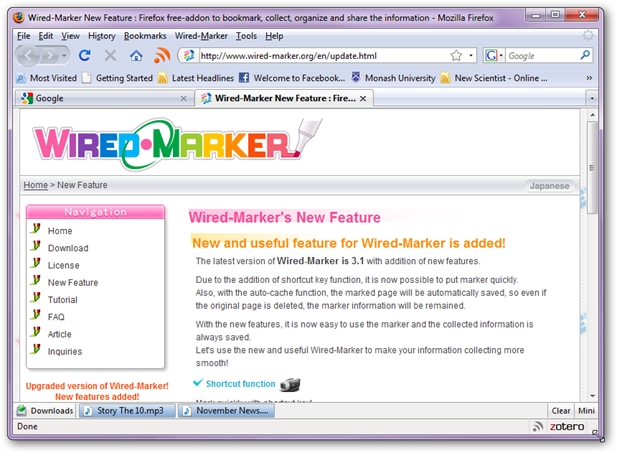 Wired-Marker New Feature : Firefox free-addon to bookmark, collect, organize and share the information - Mozilla Firefox
File Edit View History Bookmarks Wired-Marker Tools Help
http://www.wired-marker.org/en/update.html
Google
Most Visited Getting Started Latest Headlines Welcome to Facebook... Monash University New Scientist - Online ...
Google
Wired-Marker New Feature : Fire...
WIRED-MARKER
Home > New Feature
Japanese
Navigation
Home
Download
License
New Feature
Tutorial
FAQ
Article
Inquiries
Upgraded version of Wired-Marker!
New features added!
Wired-Marker's New Feature
New and useful feature for Wired-Marker is added!
The latest version of Wired-Marker is 3.1 with addition of new features.
Due to the addition of shortcut key function, it is now possible to put marker quickly.
Also, with the auto-cache function, the marked page will be automatically saved, so even if
the original page is deleted, the marker information will be remained.
With the new features, it is now easy to use the marker and the collected information is
always saved.
Let's use the new and useful Wired-Marker to make your information collecting more
smooth!
Shortcut function
Downloads Story The 10.mp3 November News.... Clear Mini
Done
zotero